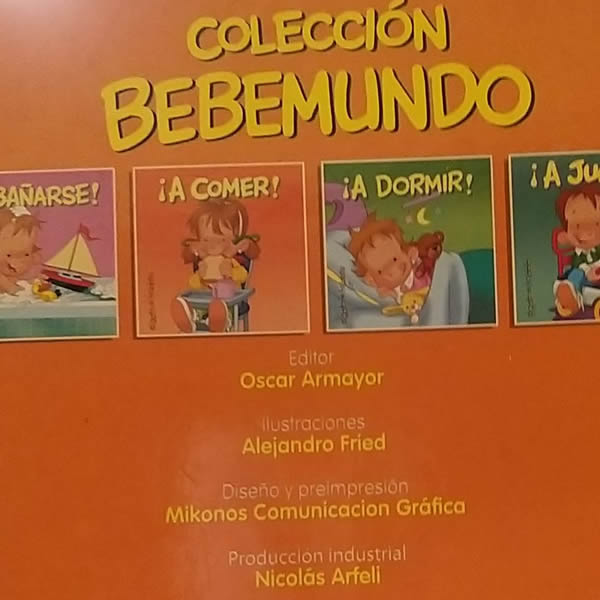 COLECCIÓN
BEBEMUNDO
BAÑARSE!
¡A COMER!
¡A DORMIR!
¡A JU
Editor
Oscar Armayor
Ilustraciones
Alejandro Fried
Diseño y preimpresión
Mikonos Comunicacion Gráfica
Producción industrial
Nicolás Arfeli